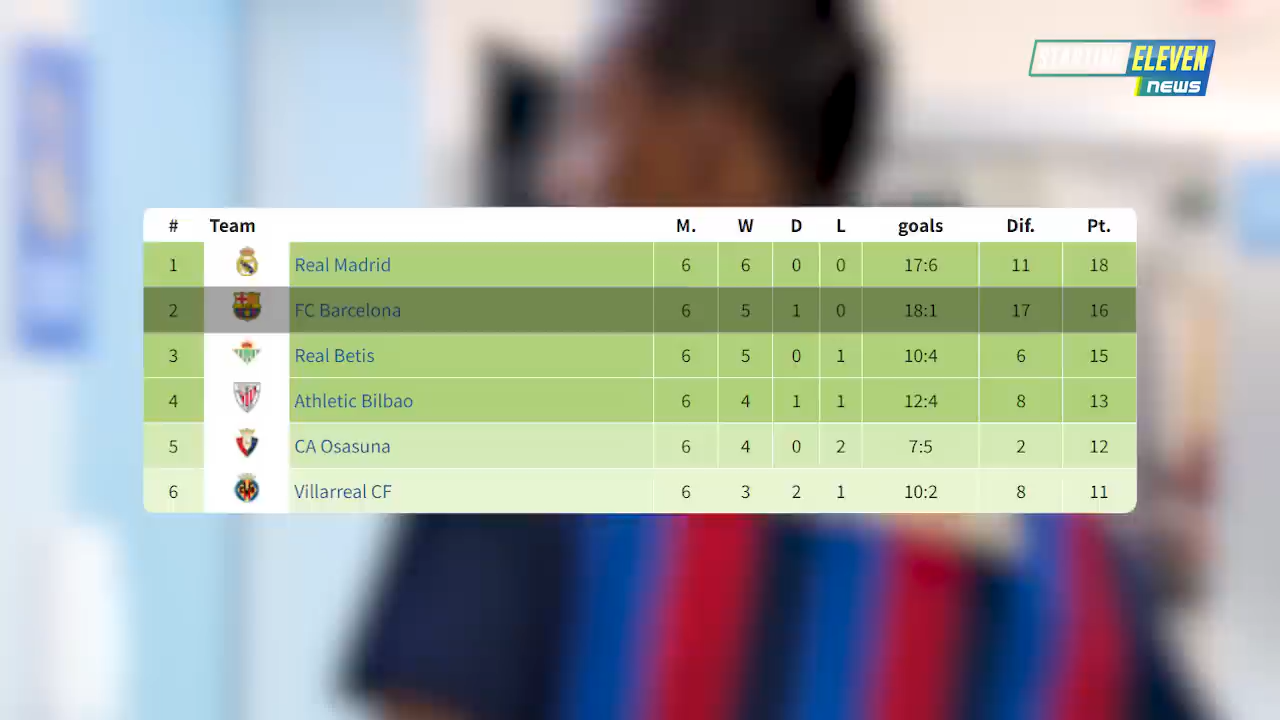 STARTING ELEVEN
news
# Team M. W D L goals Dif. Pt.
1 Real Madrid 6 6 0 0 17:6 11 18
2 FC Barcelona 6 5 1 0 18:1 17 16
3 Real Betis 6 5 0 1 10:4 6 15
4 Athletic Bilbao 6 4 1 1 12:4 8 13
5 CA Osasuna 6 4 0 2 7:5 2 12
6 Villarreal CF 6 3 2 1 10:2 8 11